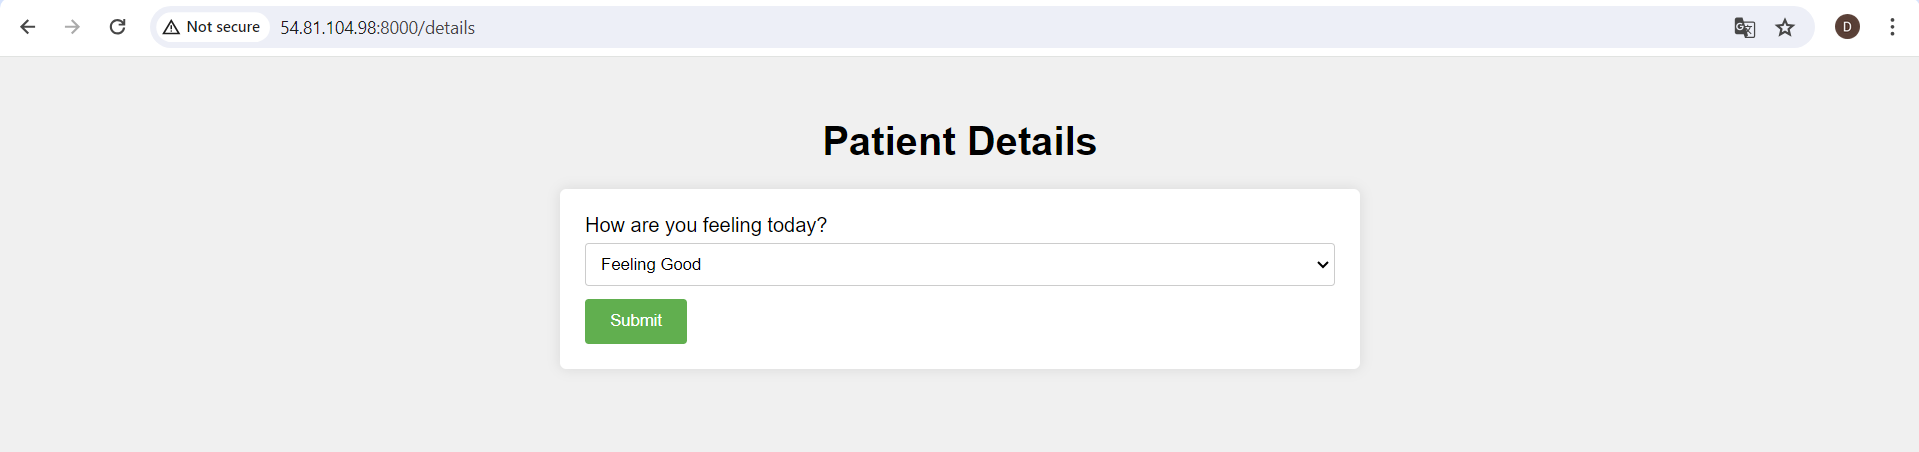 Not secure 54.81.104.98:8000/details
D
Patient Details
How are you feeling today?
Feeling Good
Submit